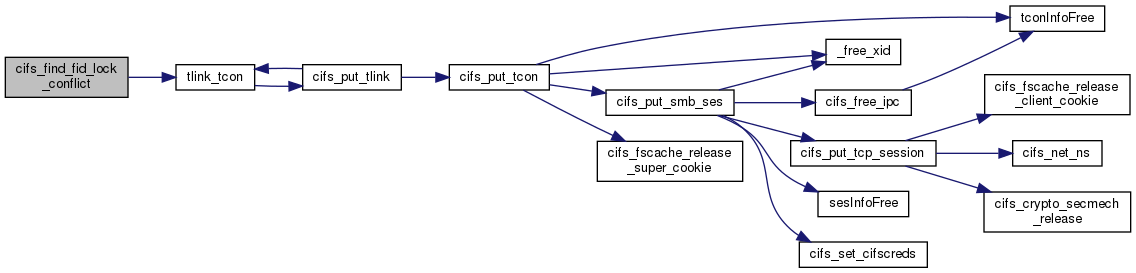 cifs_find_fid_lock
_conflict
tlink_tcon
cifs_put_tlink
cifs_put_tcon
tconInfoFree
_free_xid
cifs_put_smb_ses
cifs_free_ipc
cifs_fscache_release
_super_cookie
cifs_fscache_release
_client_cookie
cifs_put_tcp_session
cifs_net_ns
cifs_crypto_secmech
_release
sesInfoFree
cifs_set_cifscreds